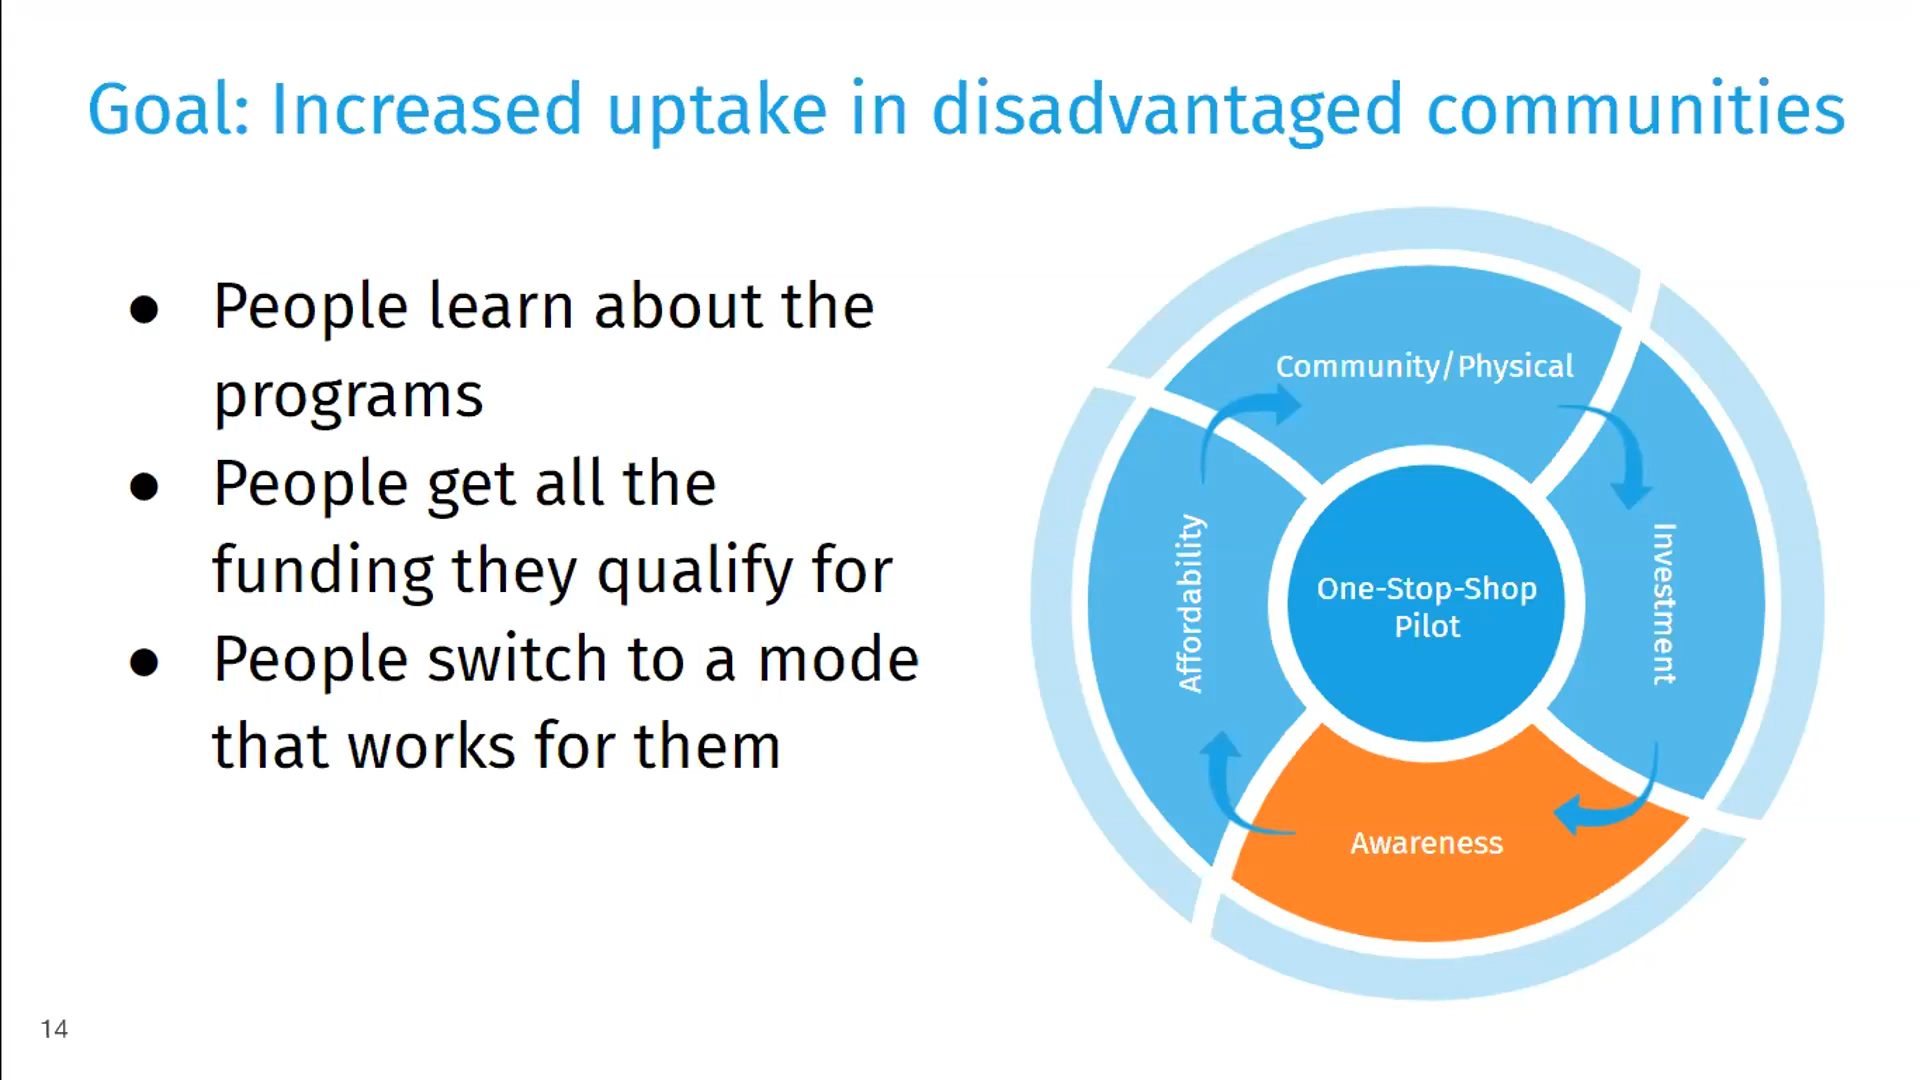 Goal: Increased uptake in disadvantaged communities
● People learn about the
programs
● People get all the
funding they qualify for
● People switch to a mode
that works for them
Community/Physical
Investment
Awareness
Affordability
One-Stop-Shop
Pilot
14